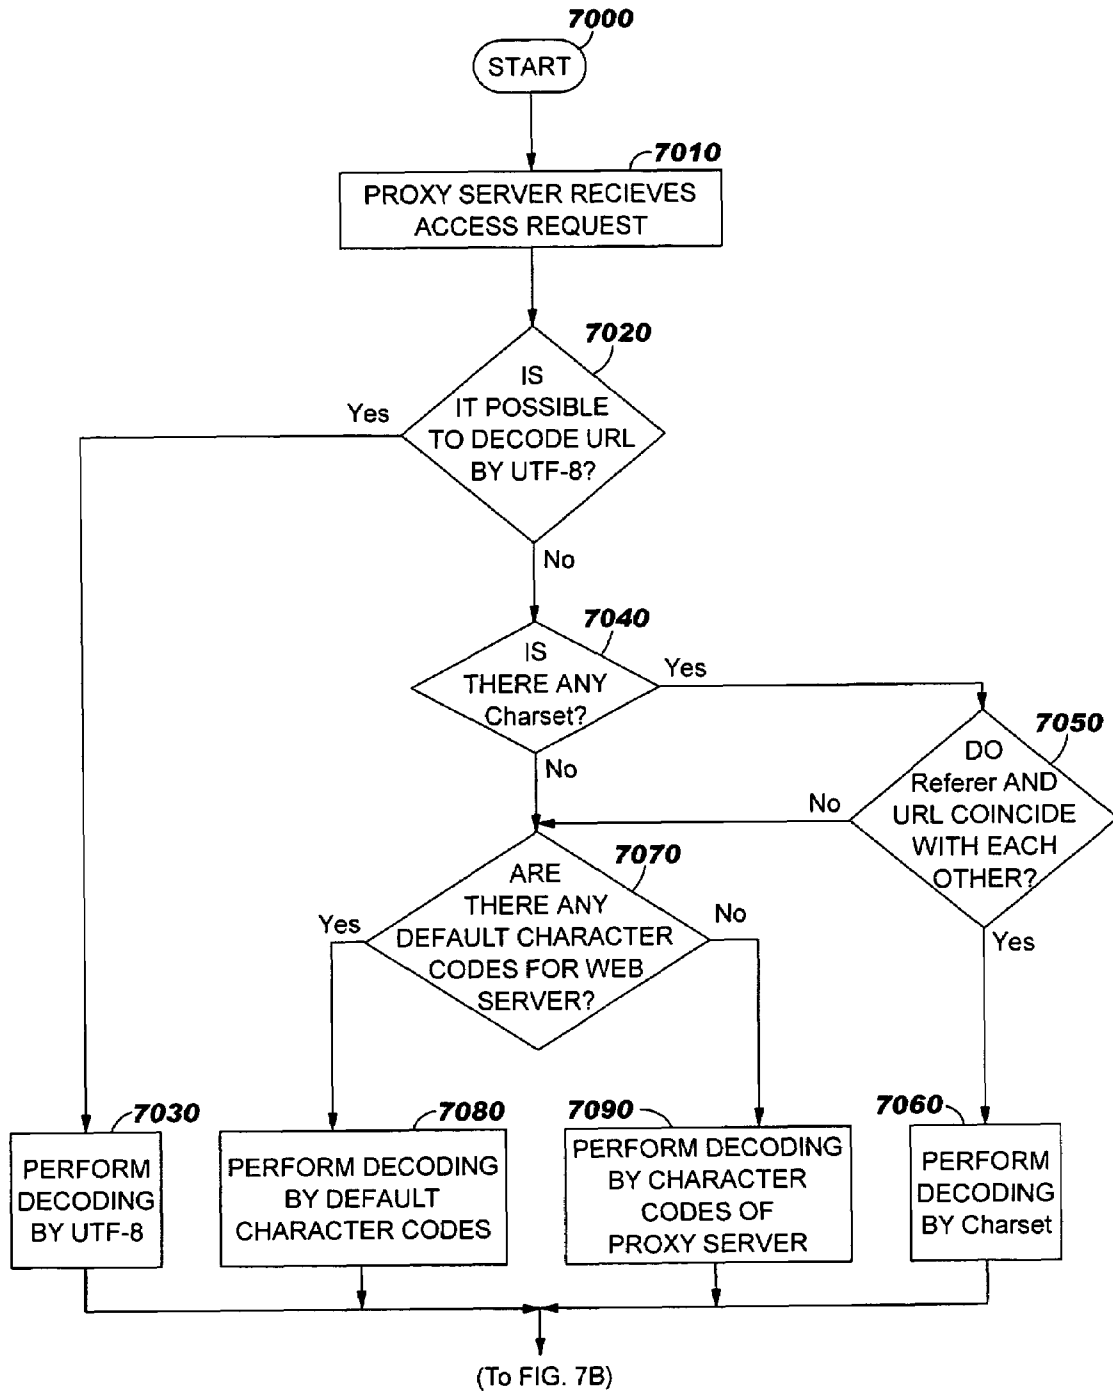 7000
START
7010
PROXY SERVER RECIEVES
ACCESS REQUEST
7020
IS
IT POSSIBLE
TO DECODE URL
BY UTF-8?
Yes
No
7040
IS
THERE ANY
Charset?
Yes
No
7050
DO
Referer AND
URL COINCIDE
WITH EACH
OTHER?
No
Yes
7070
ARE
THERE ANY
DEFAULT CHARACTER
CODES FOR WEB
SERVER?
Yes
No
7030
PERFORM
DECODING
BY UTF-8
7080
PERFORM DECODING
BY DEFAULT
CHARACTER CODES
7090
PERFORM DECODING
BY CHARACTER
CODES OF
PROXY SERVER
7060
PERFORM
DECODING
BY Charset
(To FIG. 7B)